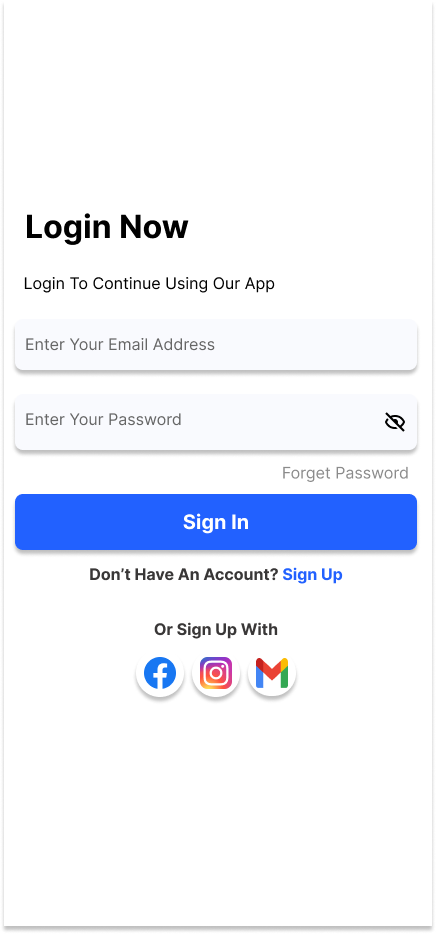 Login Now
Login To Continue Using Our App
Enter Your Email Address
Enter Your Password
Forget Password
Sign In
Don’t Have An Account? Sign Up
Or Sign Up With